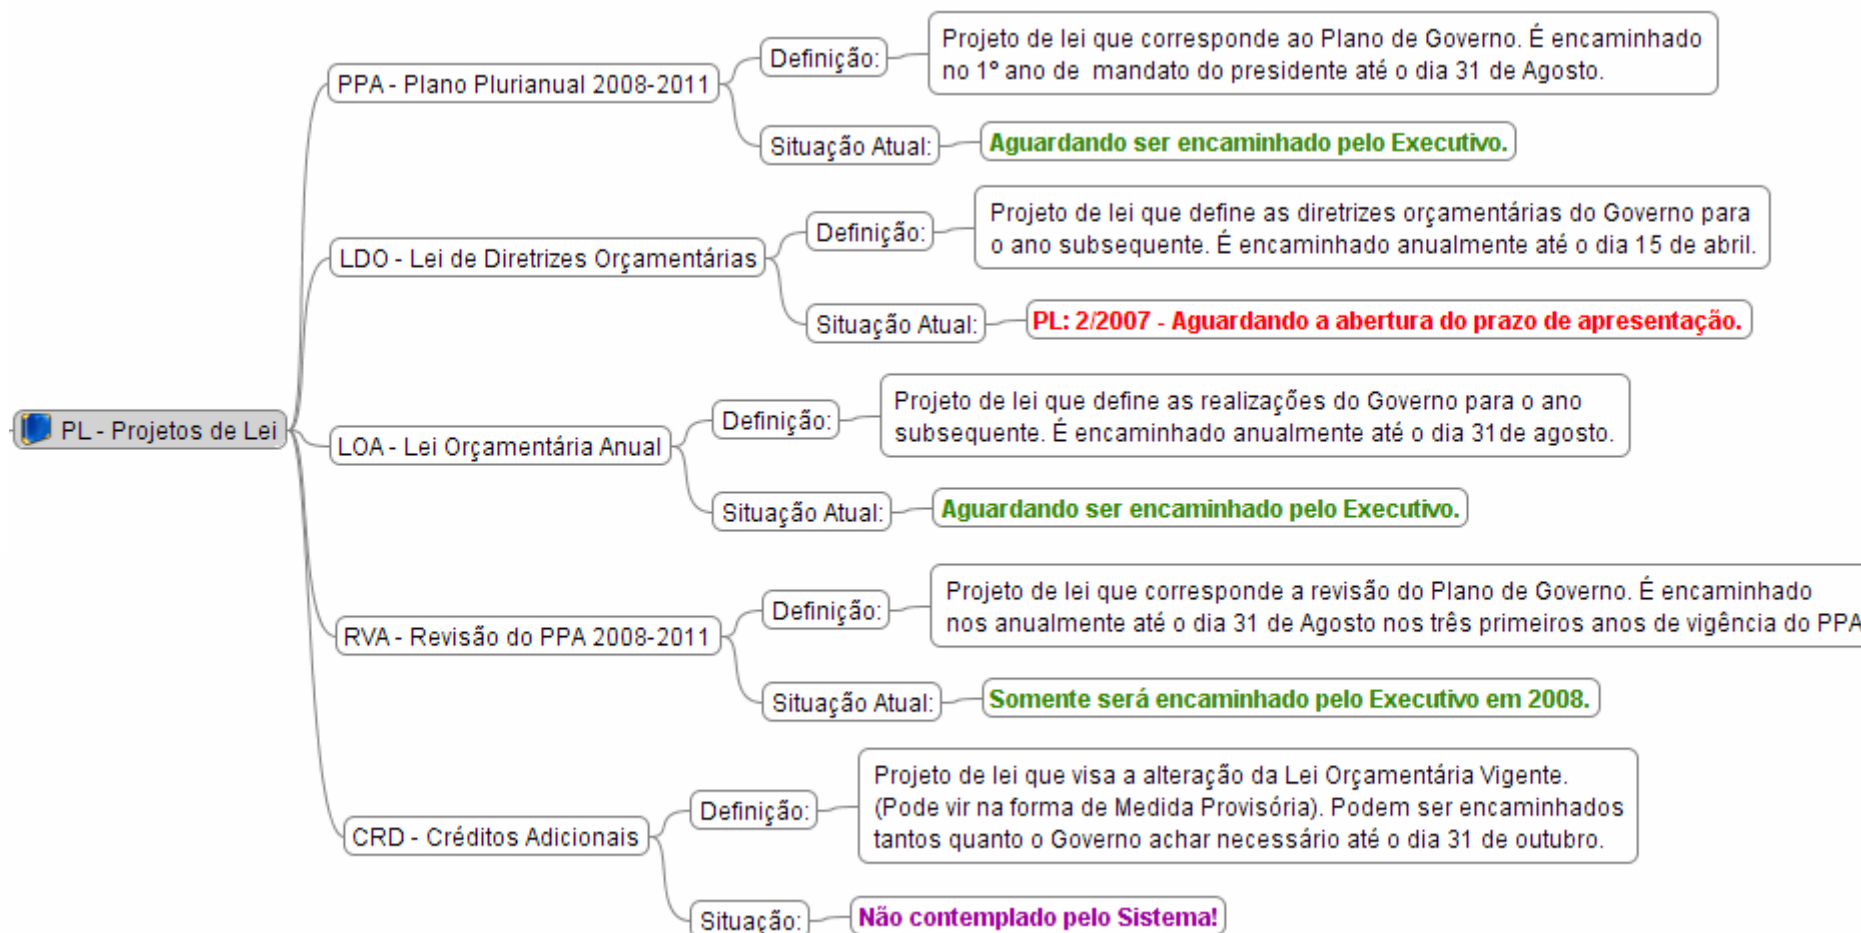 PL - Projetos de Lei
PPA - Plano Plurianual 2008-2011
Definição:
Projeto de lei que corresponde ao Plano de Governo. É encaminhado
no 1º ano de mandato do presidente até o dia 31 de Agosto.
Situação Atual:
Aguardando ser encaminhado pelo Executivo.
LDO - Lei de Diretrizes Orçamentárias
Definição:
Projeto de lei que define as diretrizes orçamentárias do Governo para
o ano subsequente. É encaminhado anualmente até o dia 15 de abril.
Situação Atual:
PL: 2/2007 - Aguardando a abertura do prazo de apresentação.
LOA - Lei Orçamentária Anual
Definição:
Projeto de lei que define as realizações do Governo para o ano
subsequente. É encaminhado anualmente até o dia 31de agosto.
Situação Atual:
Aguardando ser encaminhado pelo Executivo.
RVA - Revisão do PPA 2008-2011
Definição:
Projeto de lei que corresponde a revisão do Plano de Governo. É encaminhado
nos anualmente até o dia 31 de Agosto nos três primeiros anos de vigência do PPA
Situação Atual:
Somente será encaminhado pelo Executivo em 2008.
CRD - Créditos Adicionais
Definição:
Projeto de lei que visa a alteração da Lei Orçamentária Vigente.
(Pode vir na forma de Medida Provisória). Podem ser encaminhados
tantos quanto o Governo achar necessário até o dia 31 de outubro.
Situação:
Não contemplado pelo Sistema!